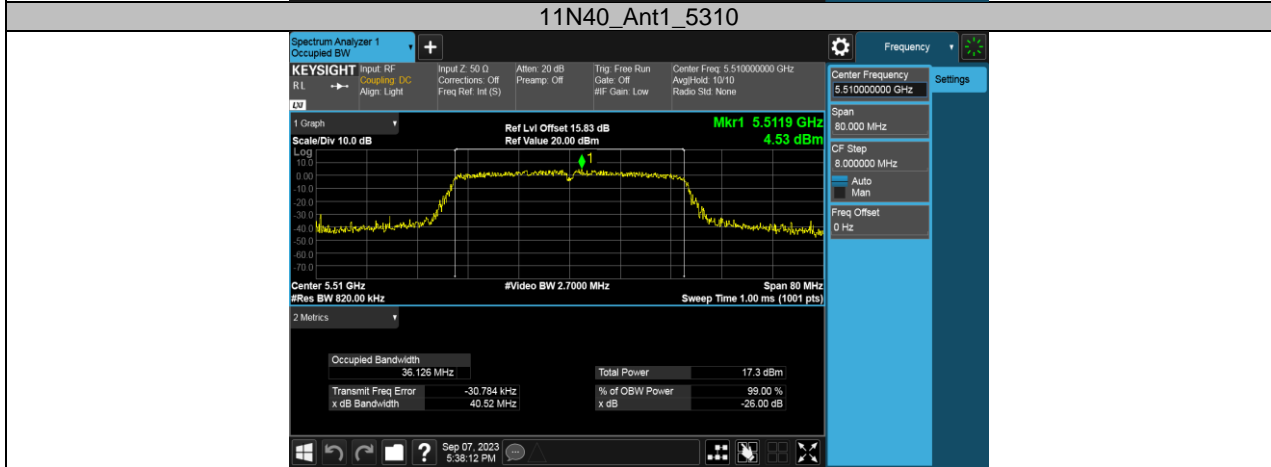 11N40_Ant1_5310
Spectrum Analyzer 1
Occupied BW
Frequency
KEYSIGHT Input: RF Input Z: 50 Ω Atten: 20 dB Trig: Free Run Center Freq: 5.510000000 GHz
RL Coupling: DC Corrections: Off Preamp: Off Gate: Off Avg|Hold: 10/10
Align: Light Freq Ref: Int (S) #IF Gain: Low Radio Std: None
LXI
Center Frequency
5.510000000 GHz
Settings
Span
80.000 MHz
CF Step
8.000000 MHz
Auto
Man
Freq Offset
0 Hz
1 Graph Ref Lvl Offset 15.83 dB Mkr1 5.5119 GHz
Scale/Div 10.0 dB Ref Value 20.00 dBm 4.53 dBm
Log
10.0
0.00
-10.0
-20.0
-30.0
-40.0
-50.0
-60.0
-70.0
1
Center 5.51 GHz #Video BW 2.7000 MHz Span 80 MHz
#Res BW 820.00 kHz Sweep Time 1.00 ms (1001 pts)
2 Metrics
Occupied Bandwidth
36.126 MHz Total Power 17.3 dBm
Transmit Freq Error -30.784 kHz % of OBW Power 99.00 %
x dB Bandwidth 40.52 MHz x dB -26.00 dB
? Sep 07, 2023
5:38:12 PM